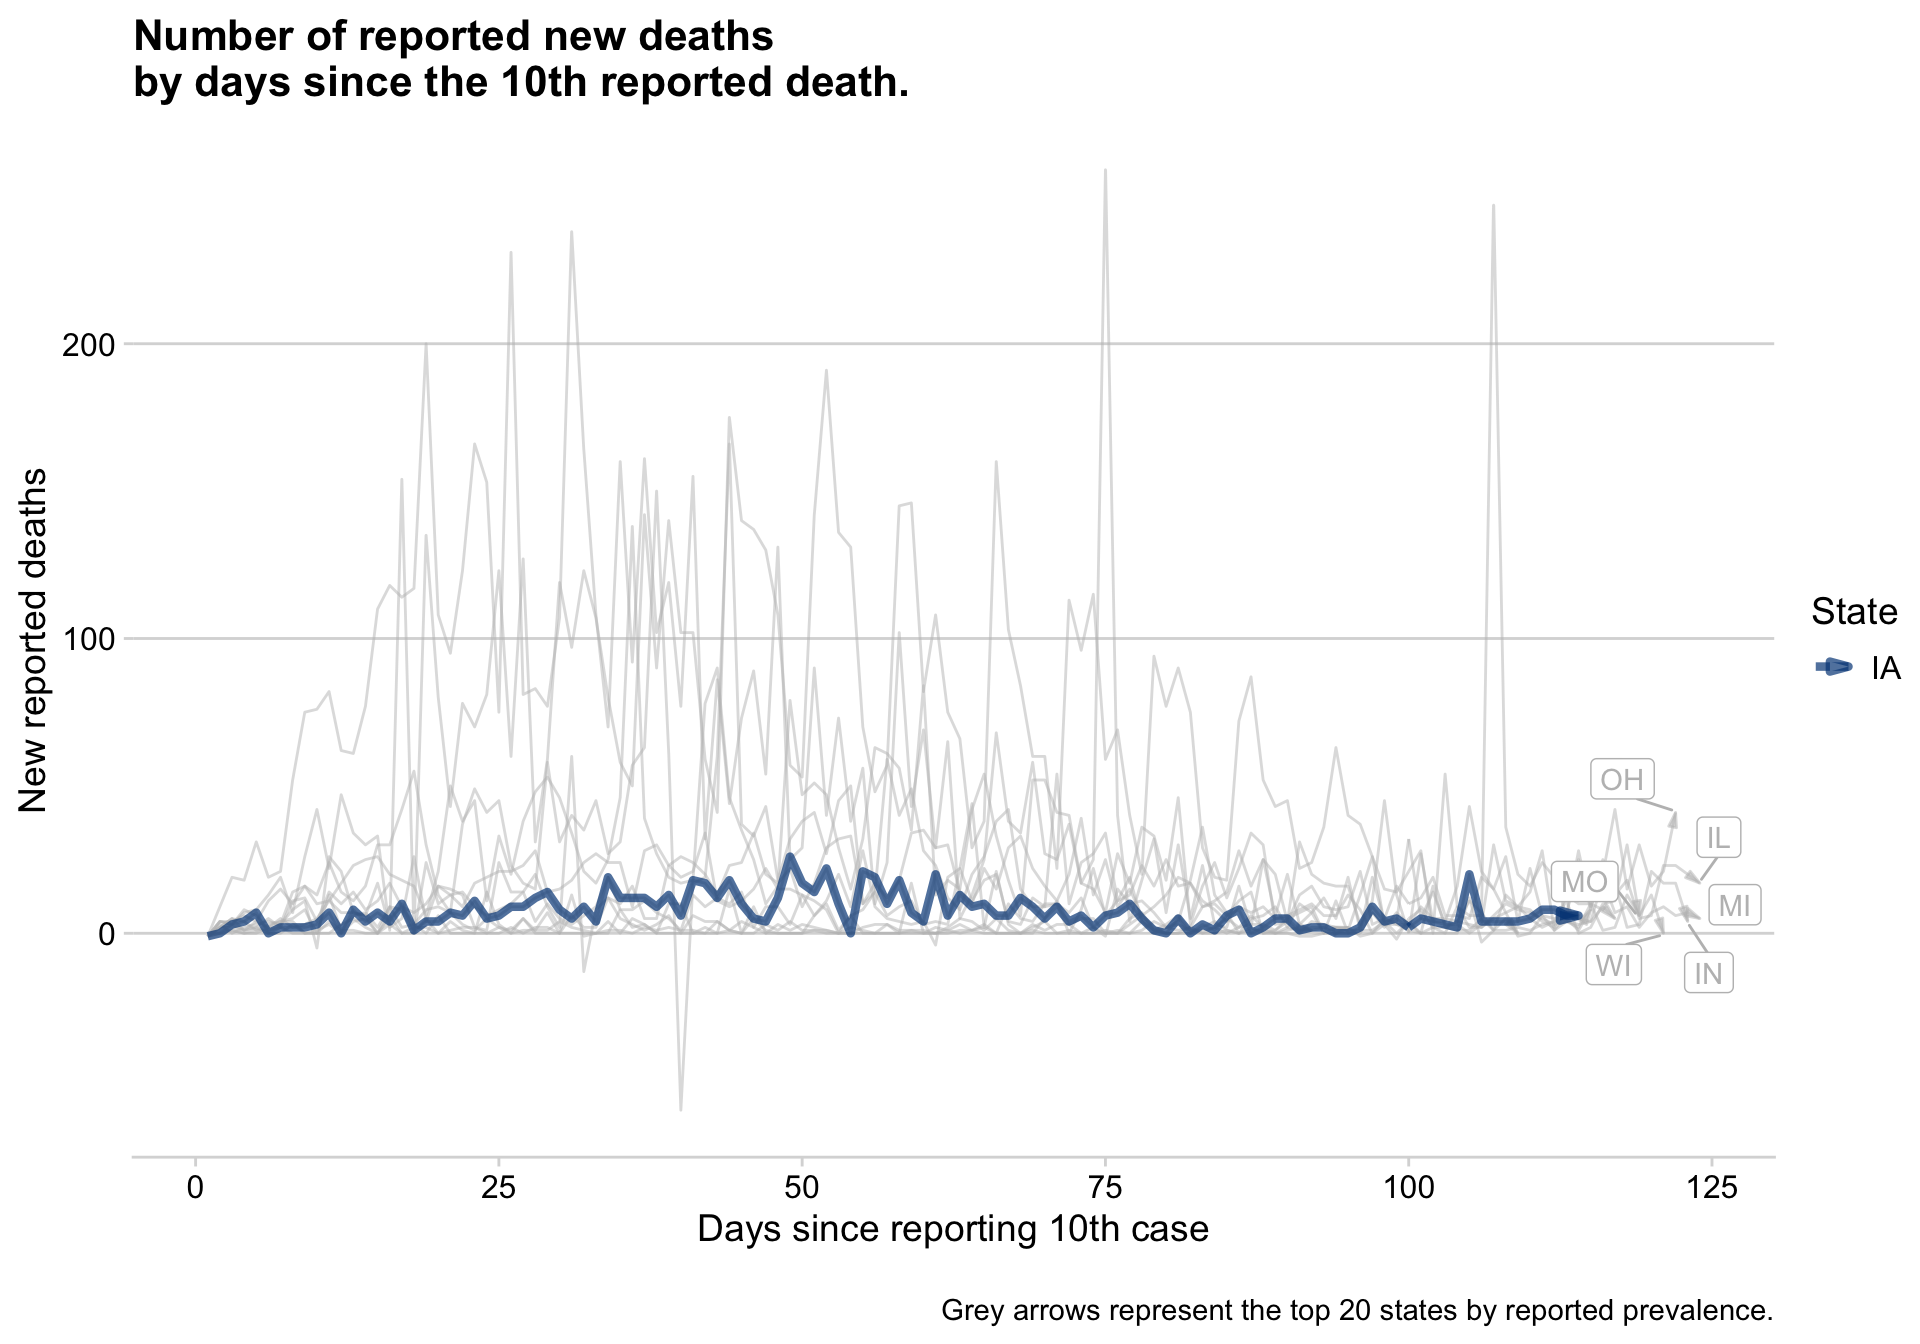 Number of reported new deaths
by days since the 10th reported death.
New reported deaths
200
100
0
0
25
50
75
100
125
Days since reporting 10th case
OH
IL
MO
MI
WI
IN
State
IA
Grey arrows represent the top 20 states by reported prevalence.